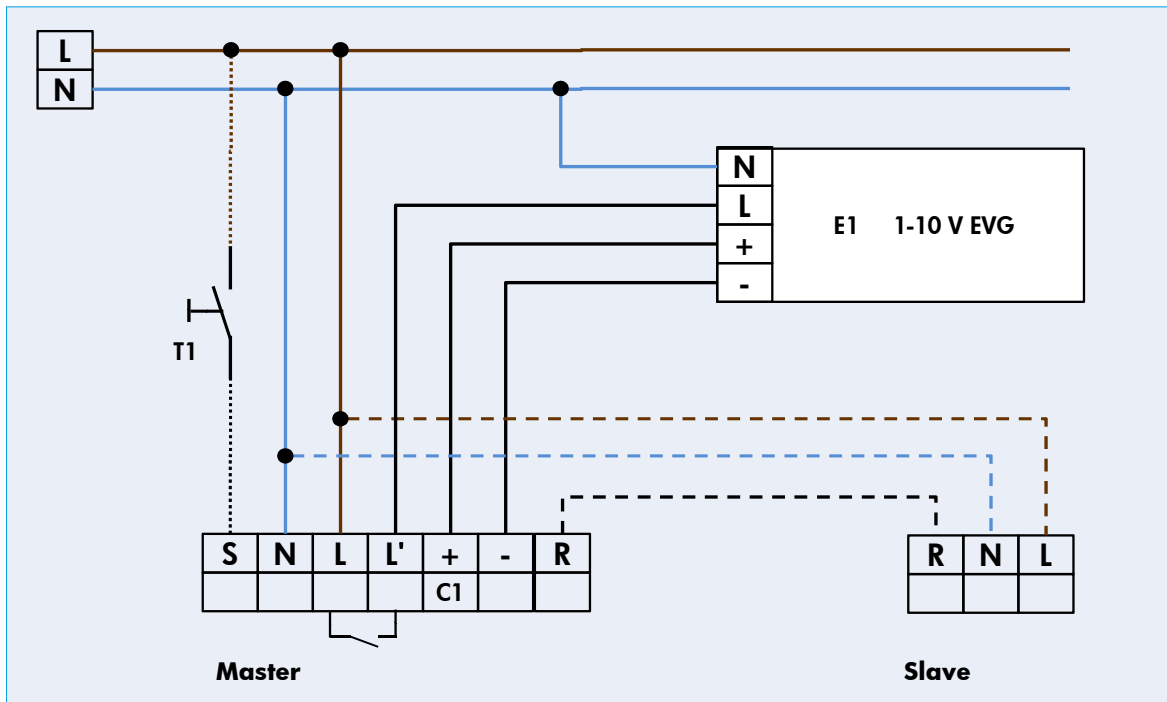 L
N
N
L
E1 1-10 V EVG
+
-
T1
S N L L' + - R
C1
R N L
Master
Slave